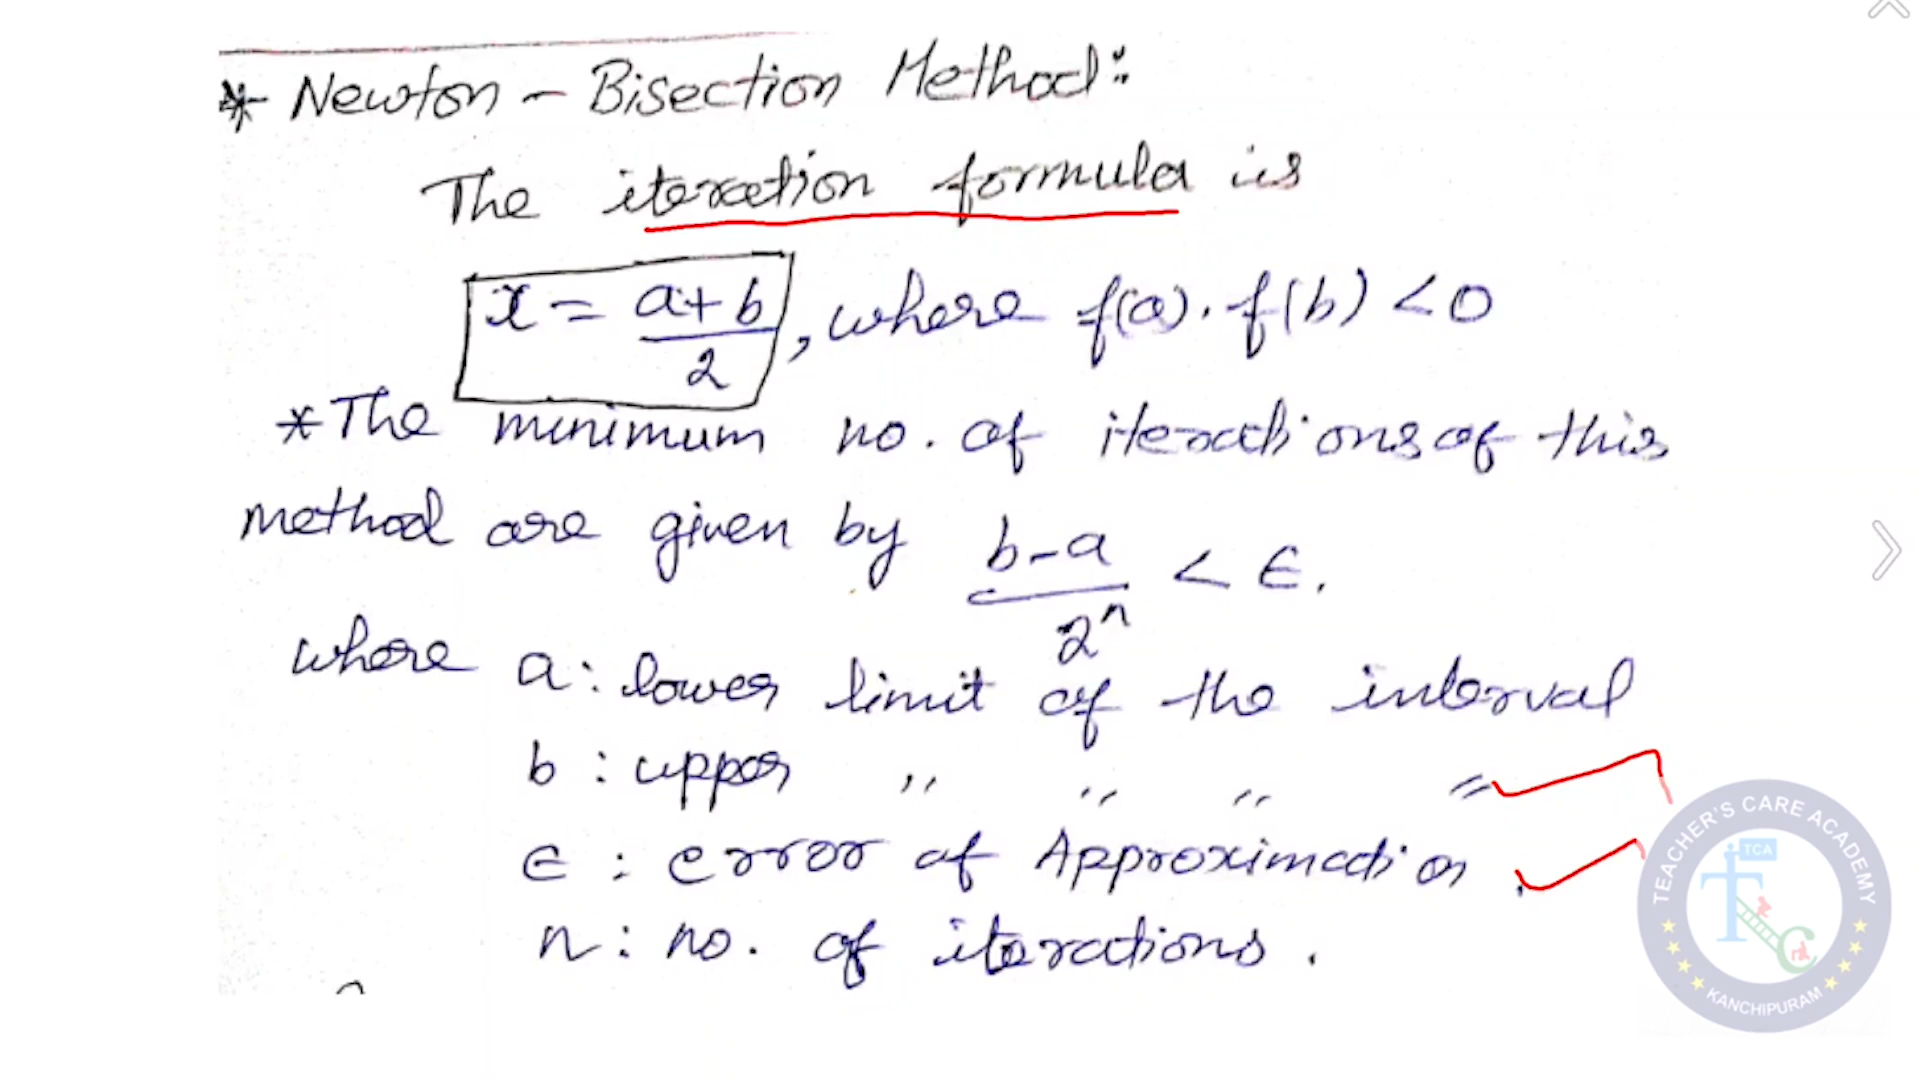 * Newton - Bisection Method:
The iteration formula is
x = a+b/2, where f(a). f(b) < 0
* The minimum no. of iterations of this
method are given by b-a/2^n < ϵ.
where a: lower limit of the interval
b : upper " " " "
ϵ : error of Approximation.
n : no. of iterations.
TEACHER'S CARE ACADEMY
TCA
KANCHIPURAM